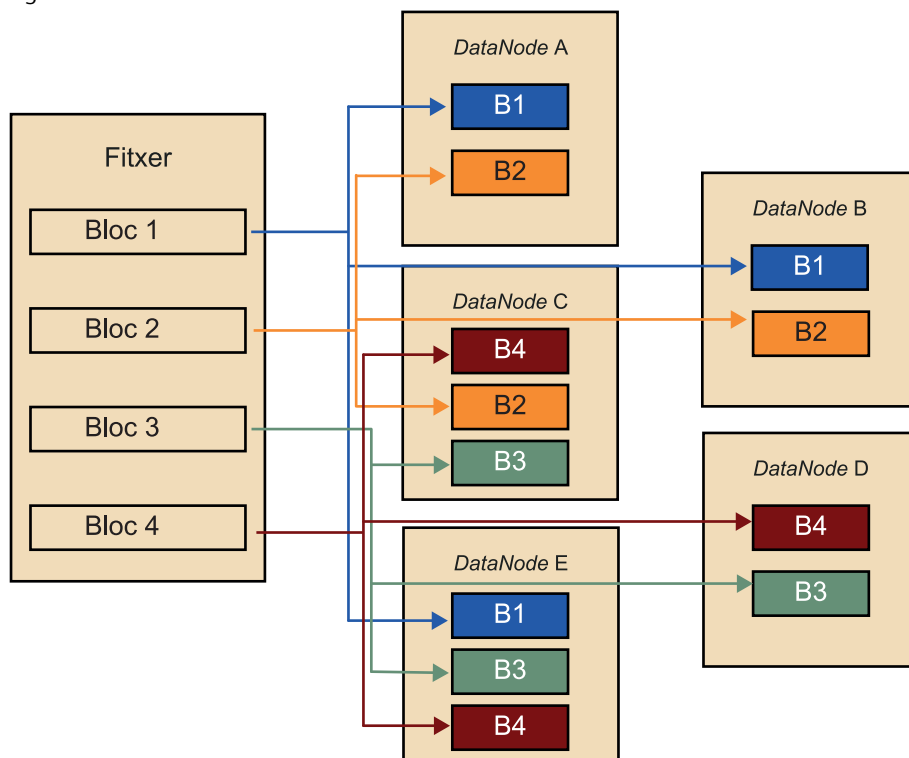 Fitxer
Bloc 1
Bloc 2
Bloc 3
Bloc 4
DataNode A
B1
B2
DataNode B
B1
B2
DataNode C
B4
B2
B3
DataNode D
B4
B3
DataNode E
B1
B3
B4